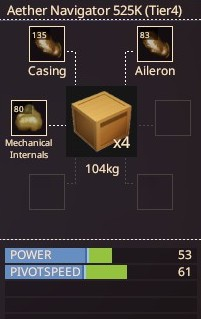 Aether Navigator 525K (Tier4)
135
83
Casing
Aileron
80
Mechanical
Internals
x4
104kg
POWER 53
PIVOTSPEED 61